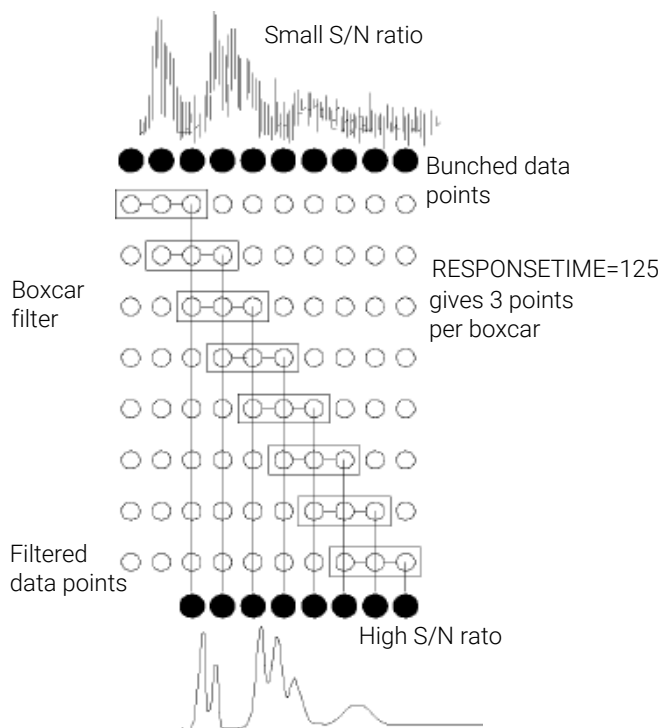 Small S/N ratio
Bunched data
points
RESPONSETIME=125
gives 3 points
per boxcar
Boxcar
filter
Filtered
data points
High S/N rato